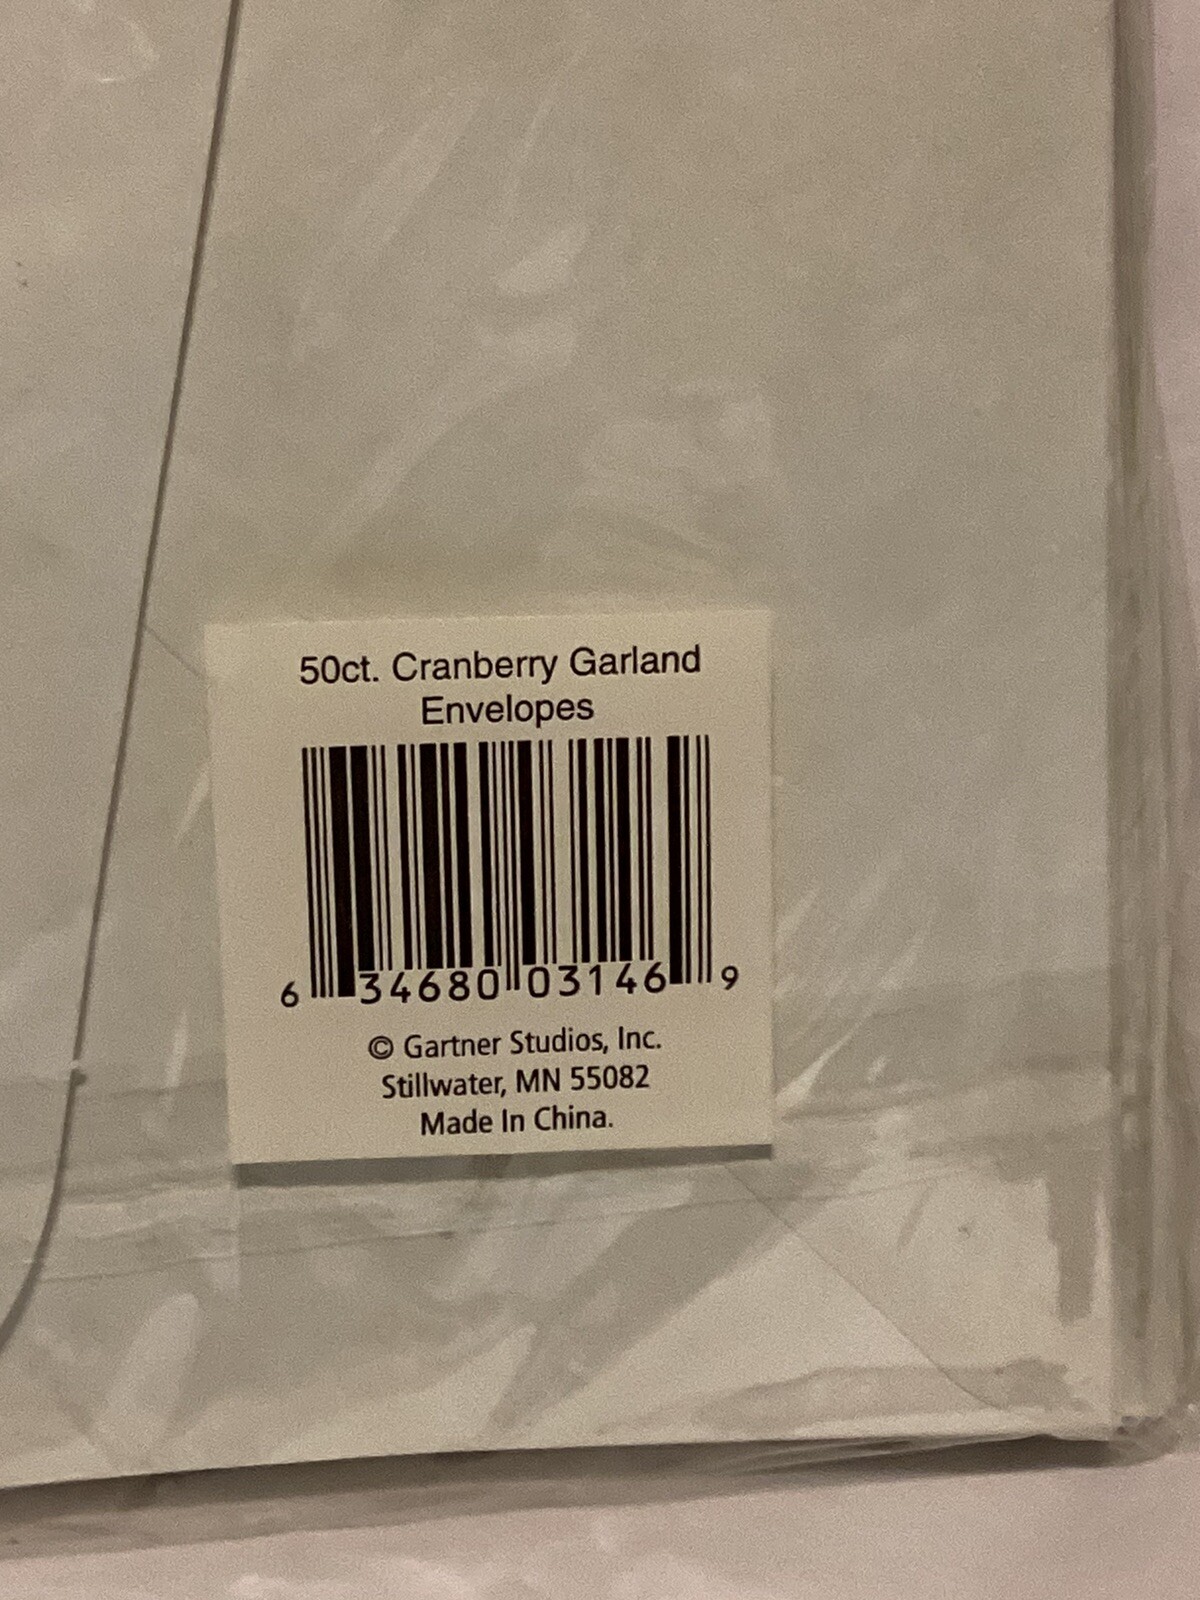 50ct. Cranberry Garland
Envelopes
6 34680 03146 9
© Gartner Studios, Inc.
Stillwater, MN 55082
Made In China.